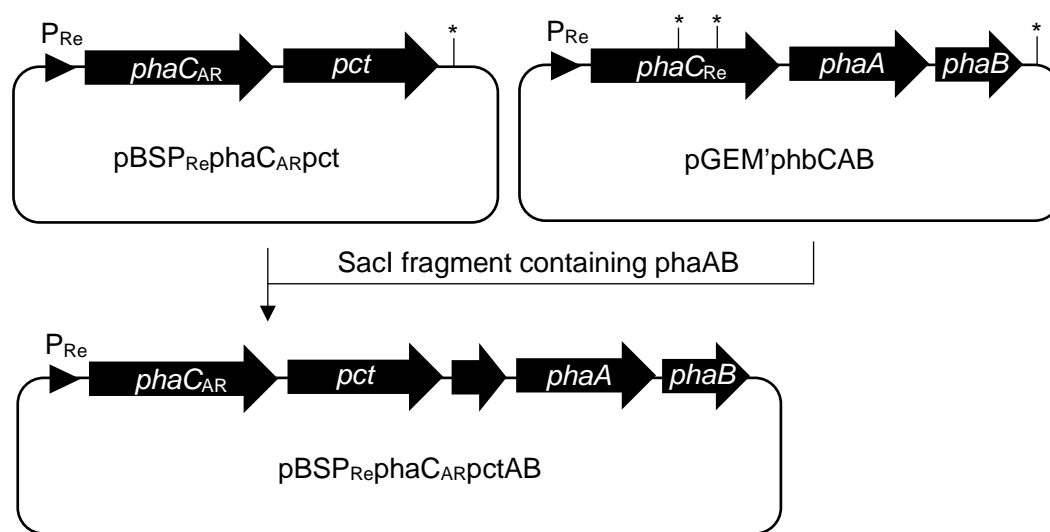 P_Re phaC_AR pct *
P_Re phaC_Re * * phaA phaB *
pBSP_RephaC_ARpct
pGEM'phbCAB
SacI fragment containing phaAB
P_Re phaC_AR pct phaA phaB
pBSP_RephaC_ARpctAB